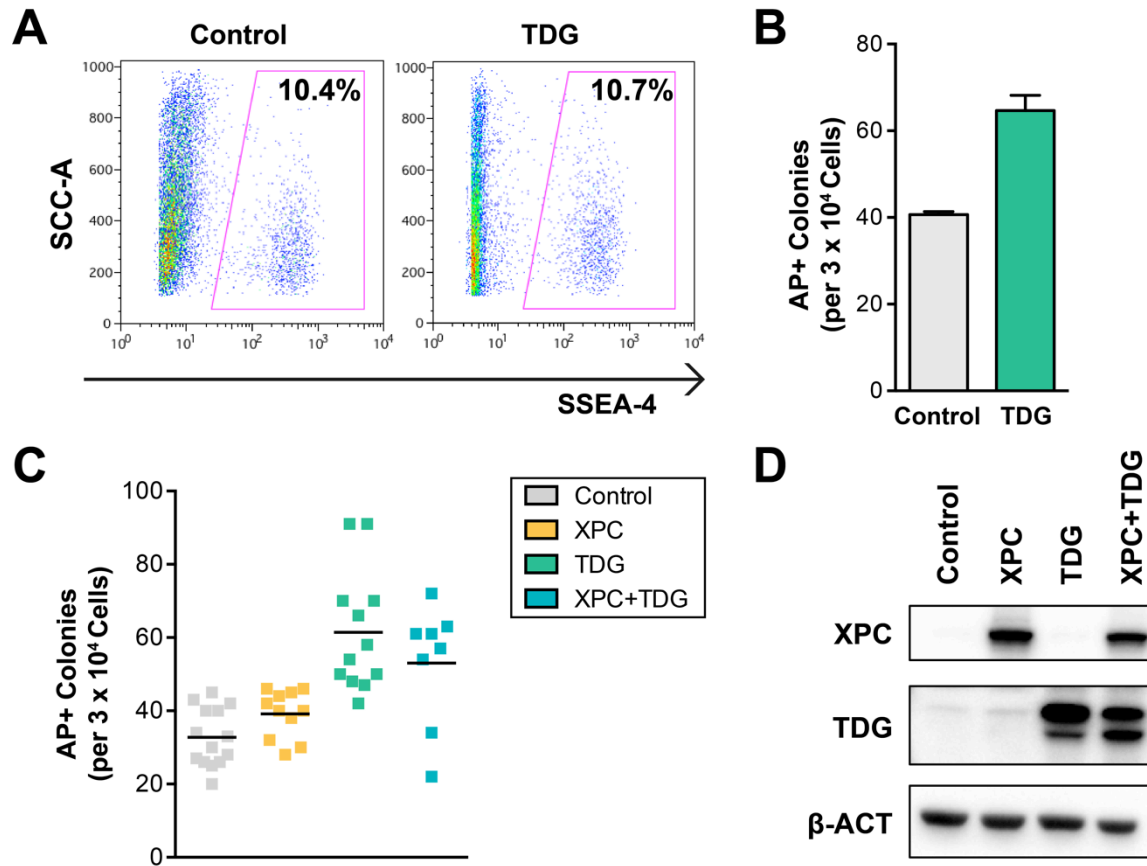 A
Control
TDG
SCC-A
1000
800
600
400
200
0
10⁰
10¹
10²
10³
10⁴
10.4%
1000
800
600
400
200
0
10⁰
10¹
10²
10³
10⁴
10.7%
SSEA-4
B
AP+ Colonies
(per 3 x 10⁴ Cells)
80
60
40
20
0
Control
TDG
C
AP+ Colonies
(per 3 x 10⁴ Cells)
100
80
60
40
20
0
Control
XPC
TDG
XPC+TDG
D
Control
XPC
TDG
XPC+TDG
XPC
TDG
β-ACT